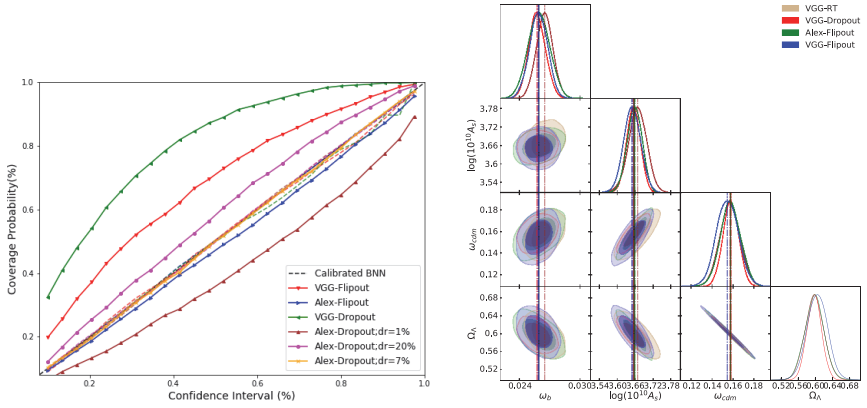 1.0
0.8
0.6
0.4
0.2
Coverage Probability(%)
0.2
0.4
0.6
0.8
1.0
Confidence Interval (%)
Calibrated BNN
VGG-Flipout
Alex-Flipout
VGG-Dropout
Alex-Dropout;dr=1%
Alex-Dropout;dr=20%
Alex-Dropout;dr=7%
VGG-RT
VGG-Dropout
Alex-Flipout
VGG-Flipout
3,78
3,72
3,66
3,6
3,54
log(10¹⁰Aₛ)
0,18
0,16
0,14
0,12
ω_cdm
0,68
0,64
0,6
0,56
0,52
Ω_Λ
0,024
0,030
ω_b
3,54 3,6 3,66 3,72 3,78
log(10¹⁰Aₛ)
0,12 0,14 0,16 0,18
ω_cdm
0,52 0,56 0,60 0,64 0,68
Ω_Λ